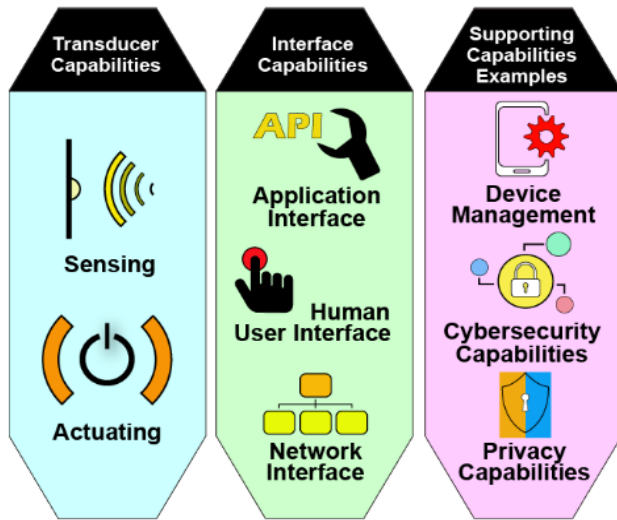 Transducer
Capabilities
Sensing
Actuating
Interface
Capabilities
API
Application
Interface
Human
User Interface
Network
Interface
Supporting
Capabilities
Examples
Device
Management
Cybersecurity
Capabilities
Privacy
Capabilities